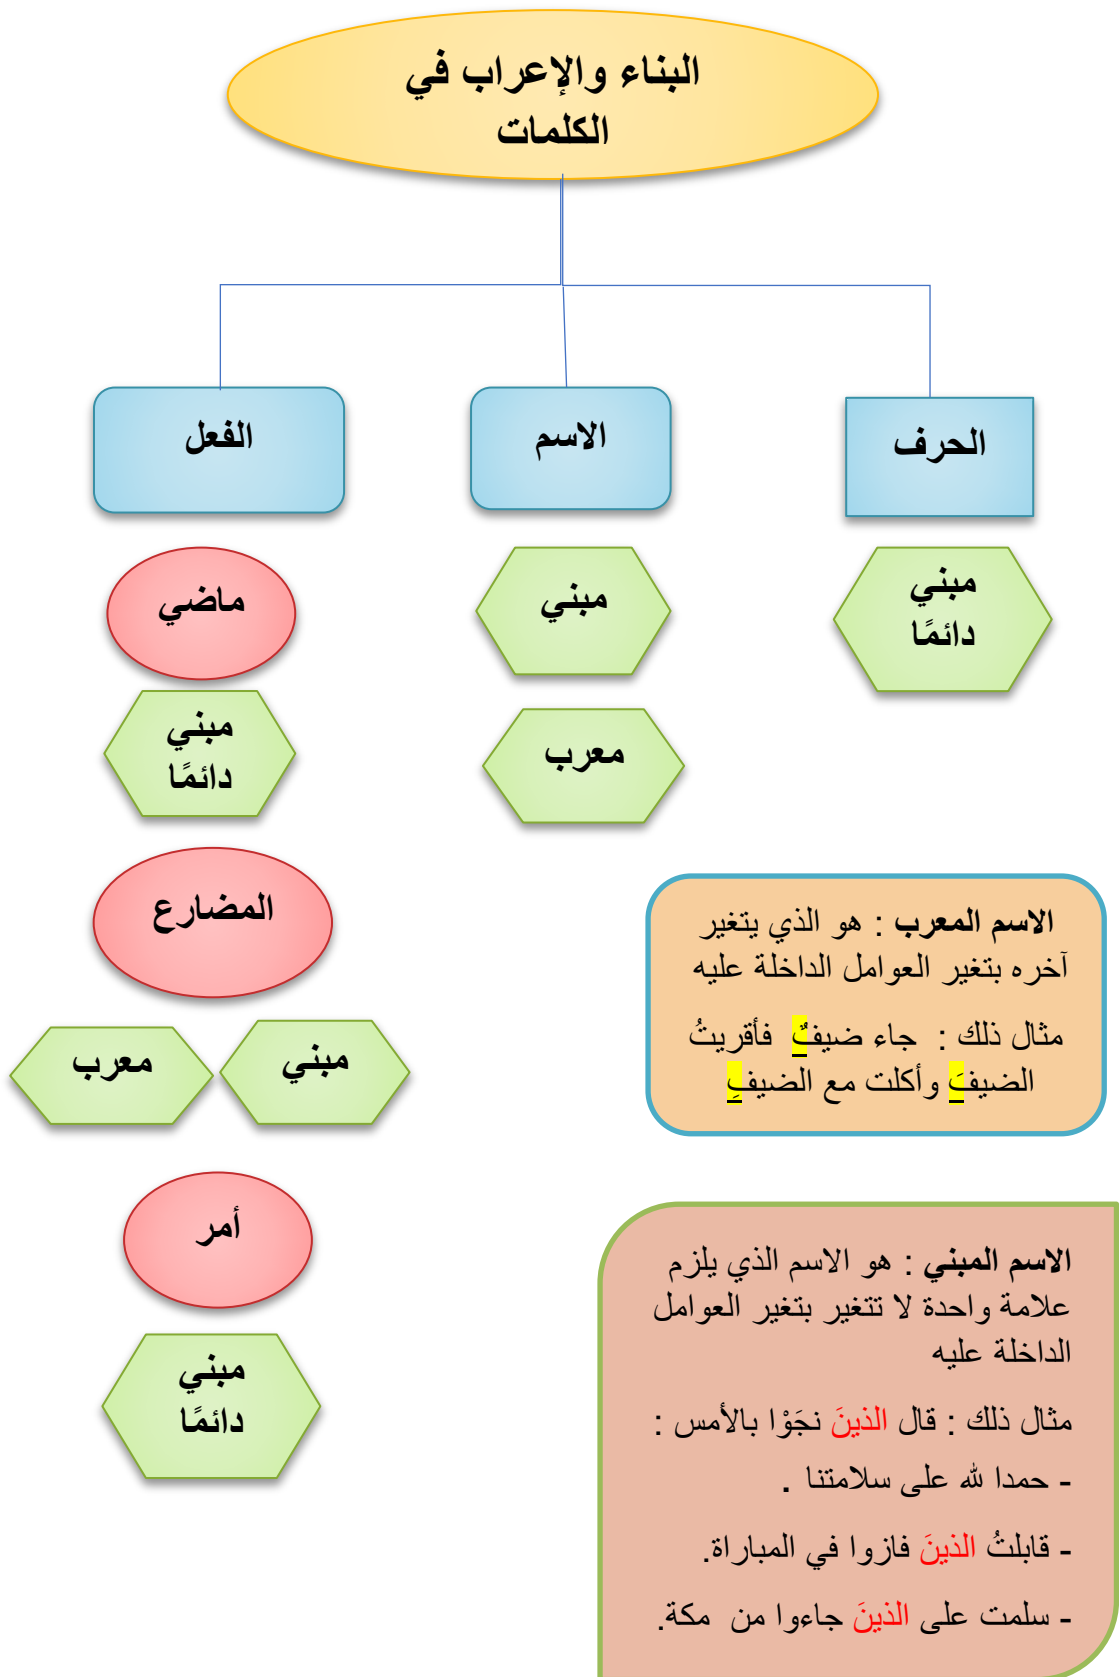 البناء والإعراب في
الكلمات
الحرف
الاسم
الفعل
مبني
دائمًا
مبني
معرب
ماضي
مبني
دائمًا
المضارع
مبني
معرب
أمر
مبني
دائمًا
الاسم المعرب : هو الذي يتغير
آخره بتغير العوامل الداخلة عليه
مثال ذلك : جاء ضيفٌ فأقريتُ
الضيفَ وأكلت مع الضيفِ
الاسم المبني : هو الاسم الذي يلزم
علامة واحدة لا تتغير بتغير العوامل
الداخلة عليه
مثال ذلك : قال الذينَ نجَوْا بالأمس :
- حمدا لله على سلامتنا .
- قابلتُ الذينَ فازوا في المباراة.
- سلمت على الذينَ جاءوا من مكة.